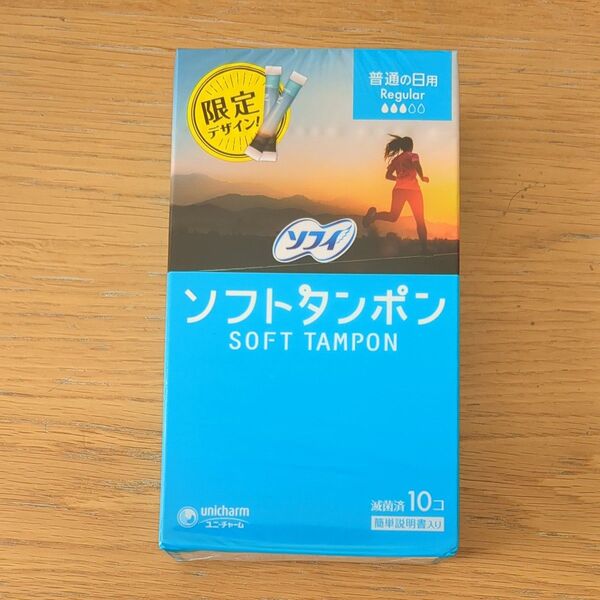 限定
デザイン!
普通の日用
Regular
ソフィ
ソフトタンポン
SOFT TAMPON
unicharm
ユニ・チャーム
滅菌済10コ
簡単説明書入り